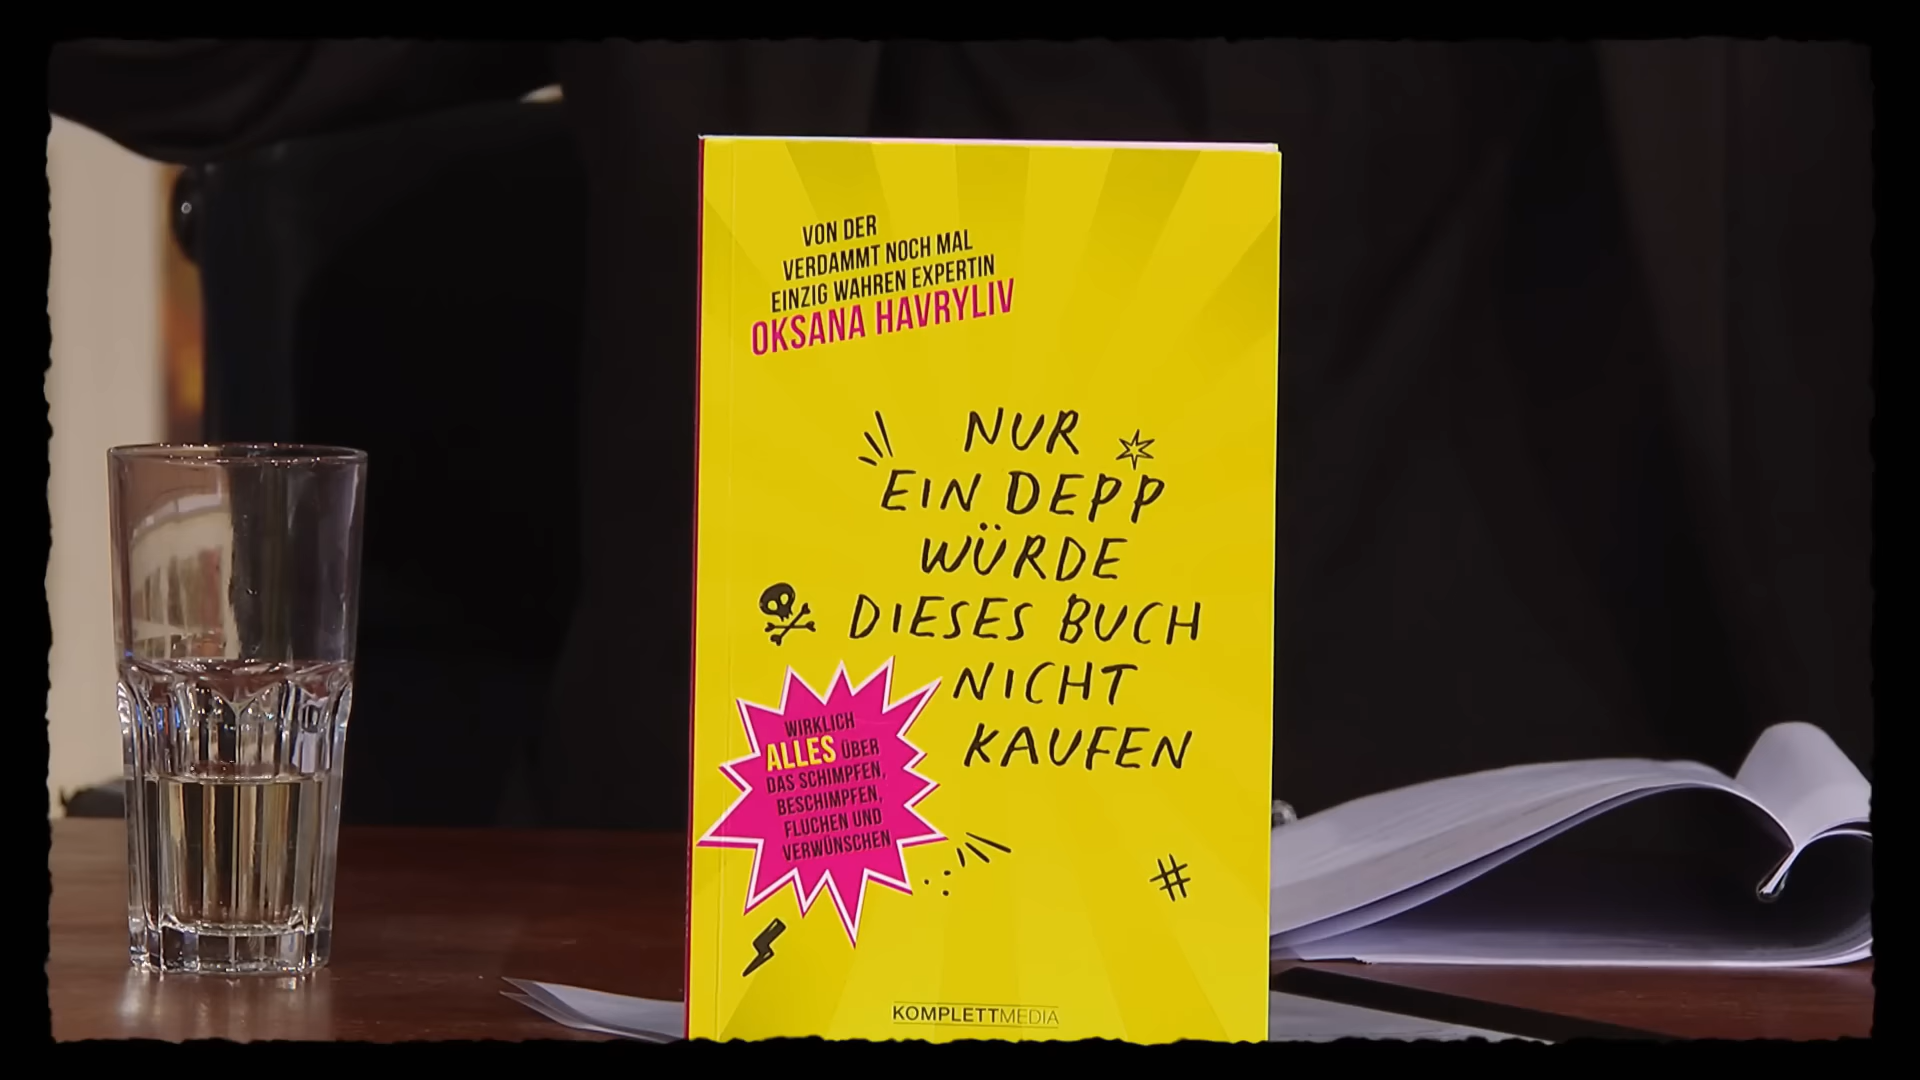 VON DER
VERDAMMT NOCH MAL
EINZIG WAHREN EXPERTIN
OKSANA HAVRYLIV
NUR
EIN DEPP
WÜRDE
DIESES BUCH
NICHT
KAUFEN
WIRKLICH
ALLES ÜBER
DAS SCHIMPFEN,
BESCHIMPFEN,
FLUCHEN UND
VERWÜNSCHEN
#
KOMPLETTMEDIA